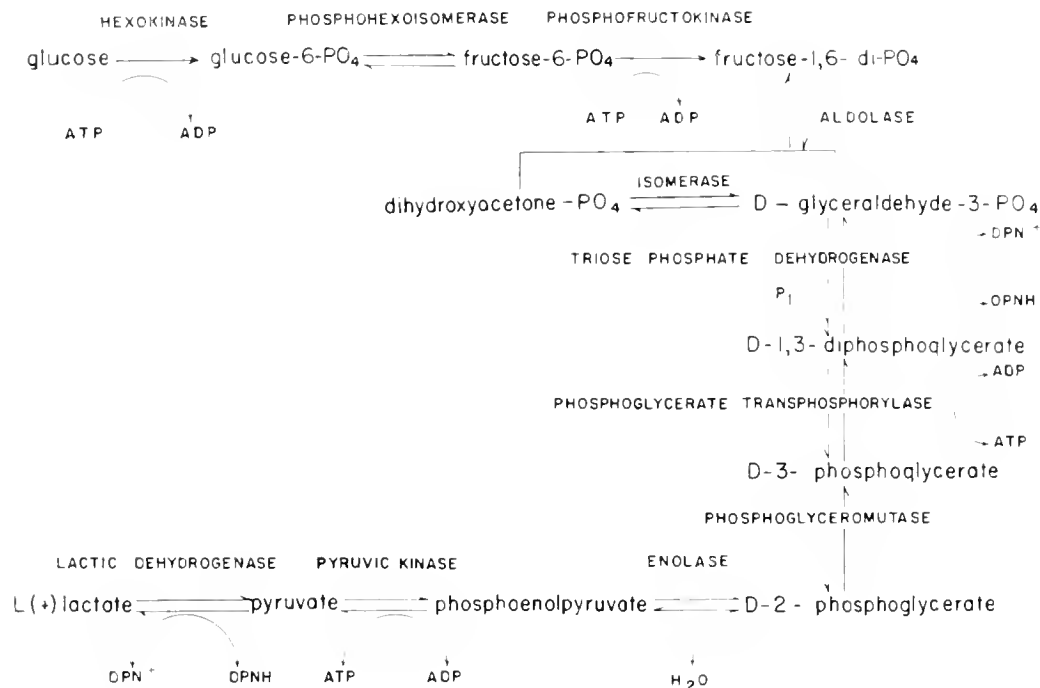 HEXOKINASE PHOSPHOHEXOISOMERASE PHOSPHOFRUCTOKINASE
glucose glucose-6-PO₄ fructose-6-PO₄ fructose-1,6- di-PO₄
ATP ADP ATP ADP ALDOLASE
ISOMERASE
dihydroxyacetone-PO₄ D - glyceraldehyde-3-PO₄
DPN⁺
TRIOSE PHOSPHATE DEHYDROGENASE
P₁ DPNH
D-1,3- diphosphoglycerate
ADP
PHOSPHOGLYCERATE TRANSPHOSPHORYLASE
ATP
D-3- phosphoglycerate
PHOSPHOGLYCEROMUTASE
LACTIC DEHYDROGENASE PYRUVIC KINASE ENOLASE
L(+)lactate pyruvate phosphoenolpyruvate D-2- phosphoglycerate
DPN⁺ DPNH ATP ADP H₂O